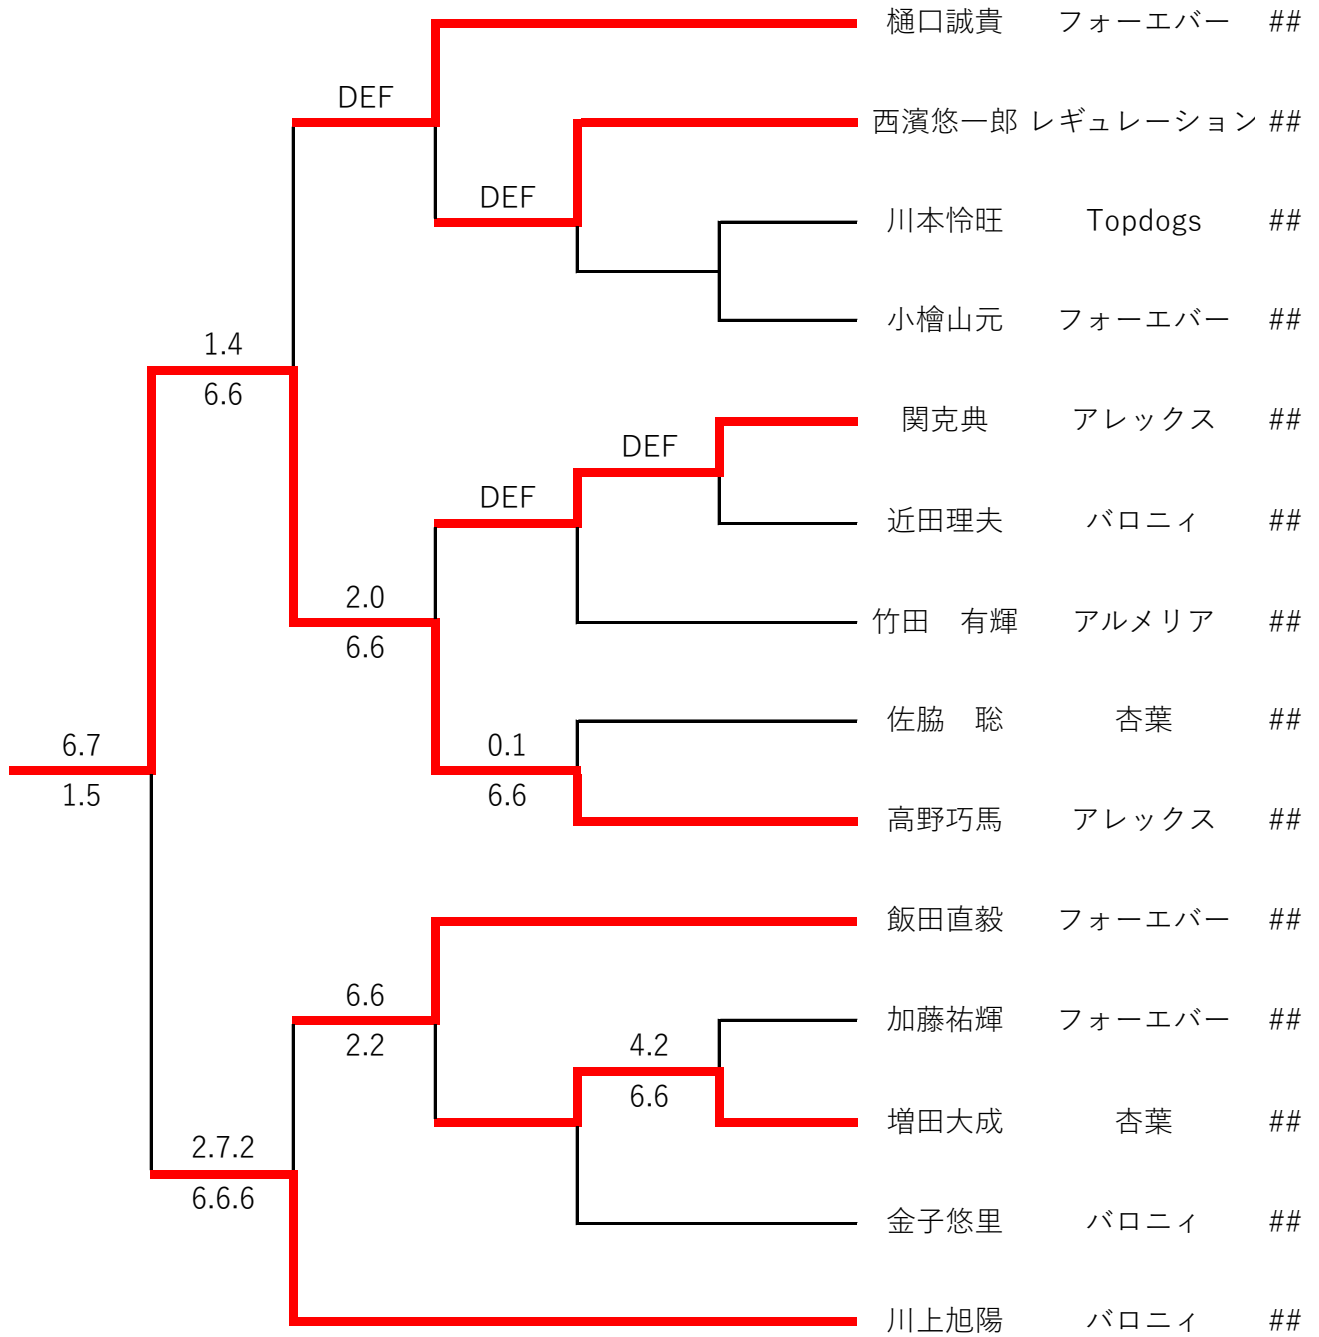 樋口誠貴 フォーエバー ##
DEF
西濱悠一郎 レギュレーション ##
DEF
川本怜旺 Topdogs ##
小檜山元 フォーエバー ##
1.4
6.6
関克典 アレックス ##
DEF
DEF
近田理夫 バロニィ ##
2.0
竹田　有輝 アルメリア ##
6.6
佐脇　聡 杏葉 ##
6.7
0.1
1.5
6.6
高野巧馬 アレックス ##
飯田直毅 フォーエバー ##
6.6
加藤祐輝 フォーエバー ##
2.2
4.2
6.6
増田大成 杏葉 ##
2.7.2
6.6.6
金子悠里 バロニィ ##
川上旭陽 バロニィ ##